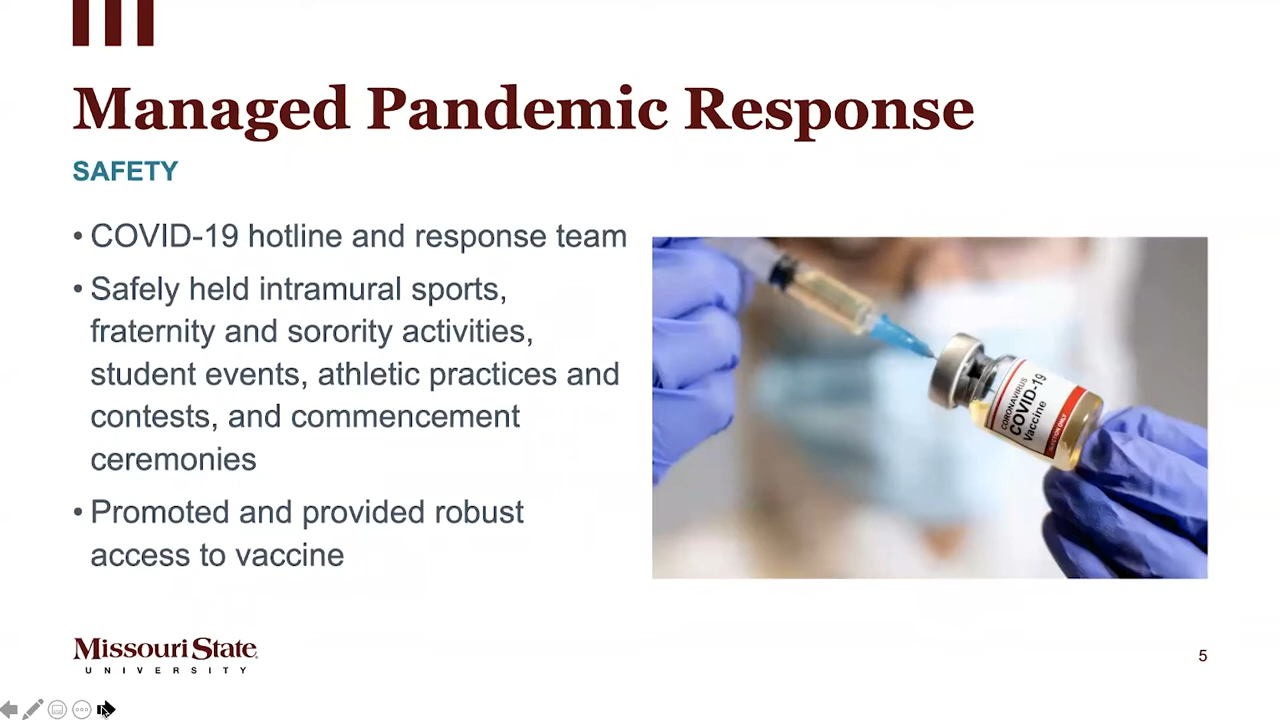 Managed Pandemic Response
SAFETY
• COVID-19 hotline and response team
• Safely held intramural sports,
fraternity and sorority activities,
student events, athletic practices and
contests, and commencement
ceremonies
• Promoted and provided robust
access to vaccine
CORONAVIRUS
COVID-19
Vaccine
INJECTION ONLY
Missouri State
UNIVERSITY
5